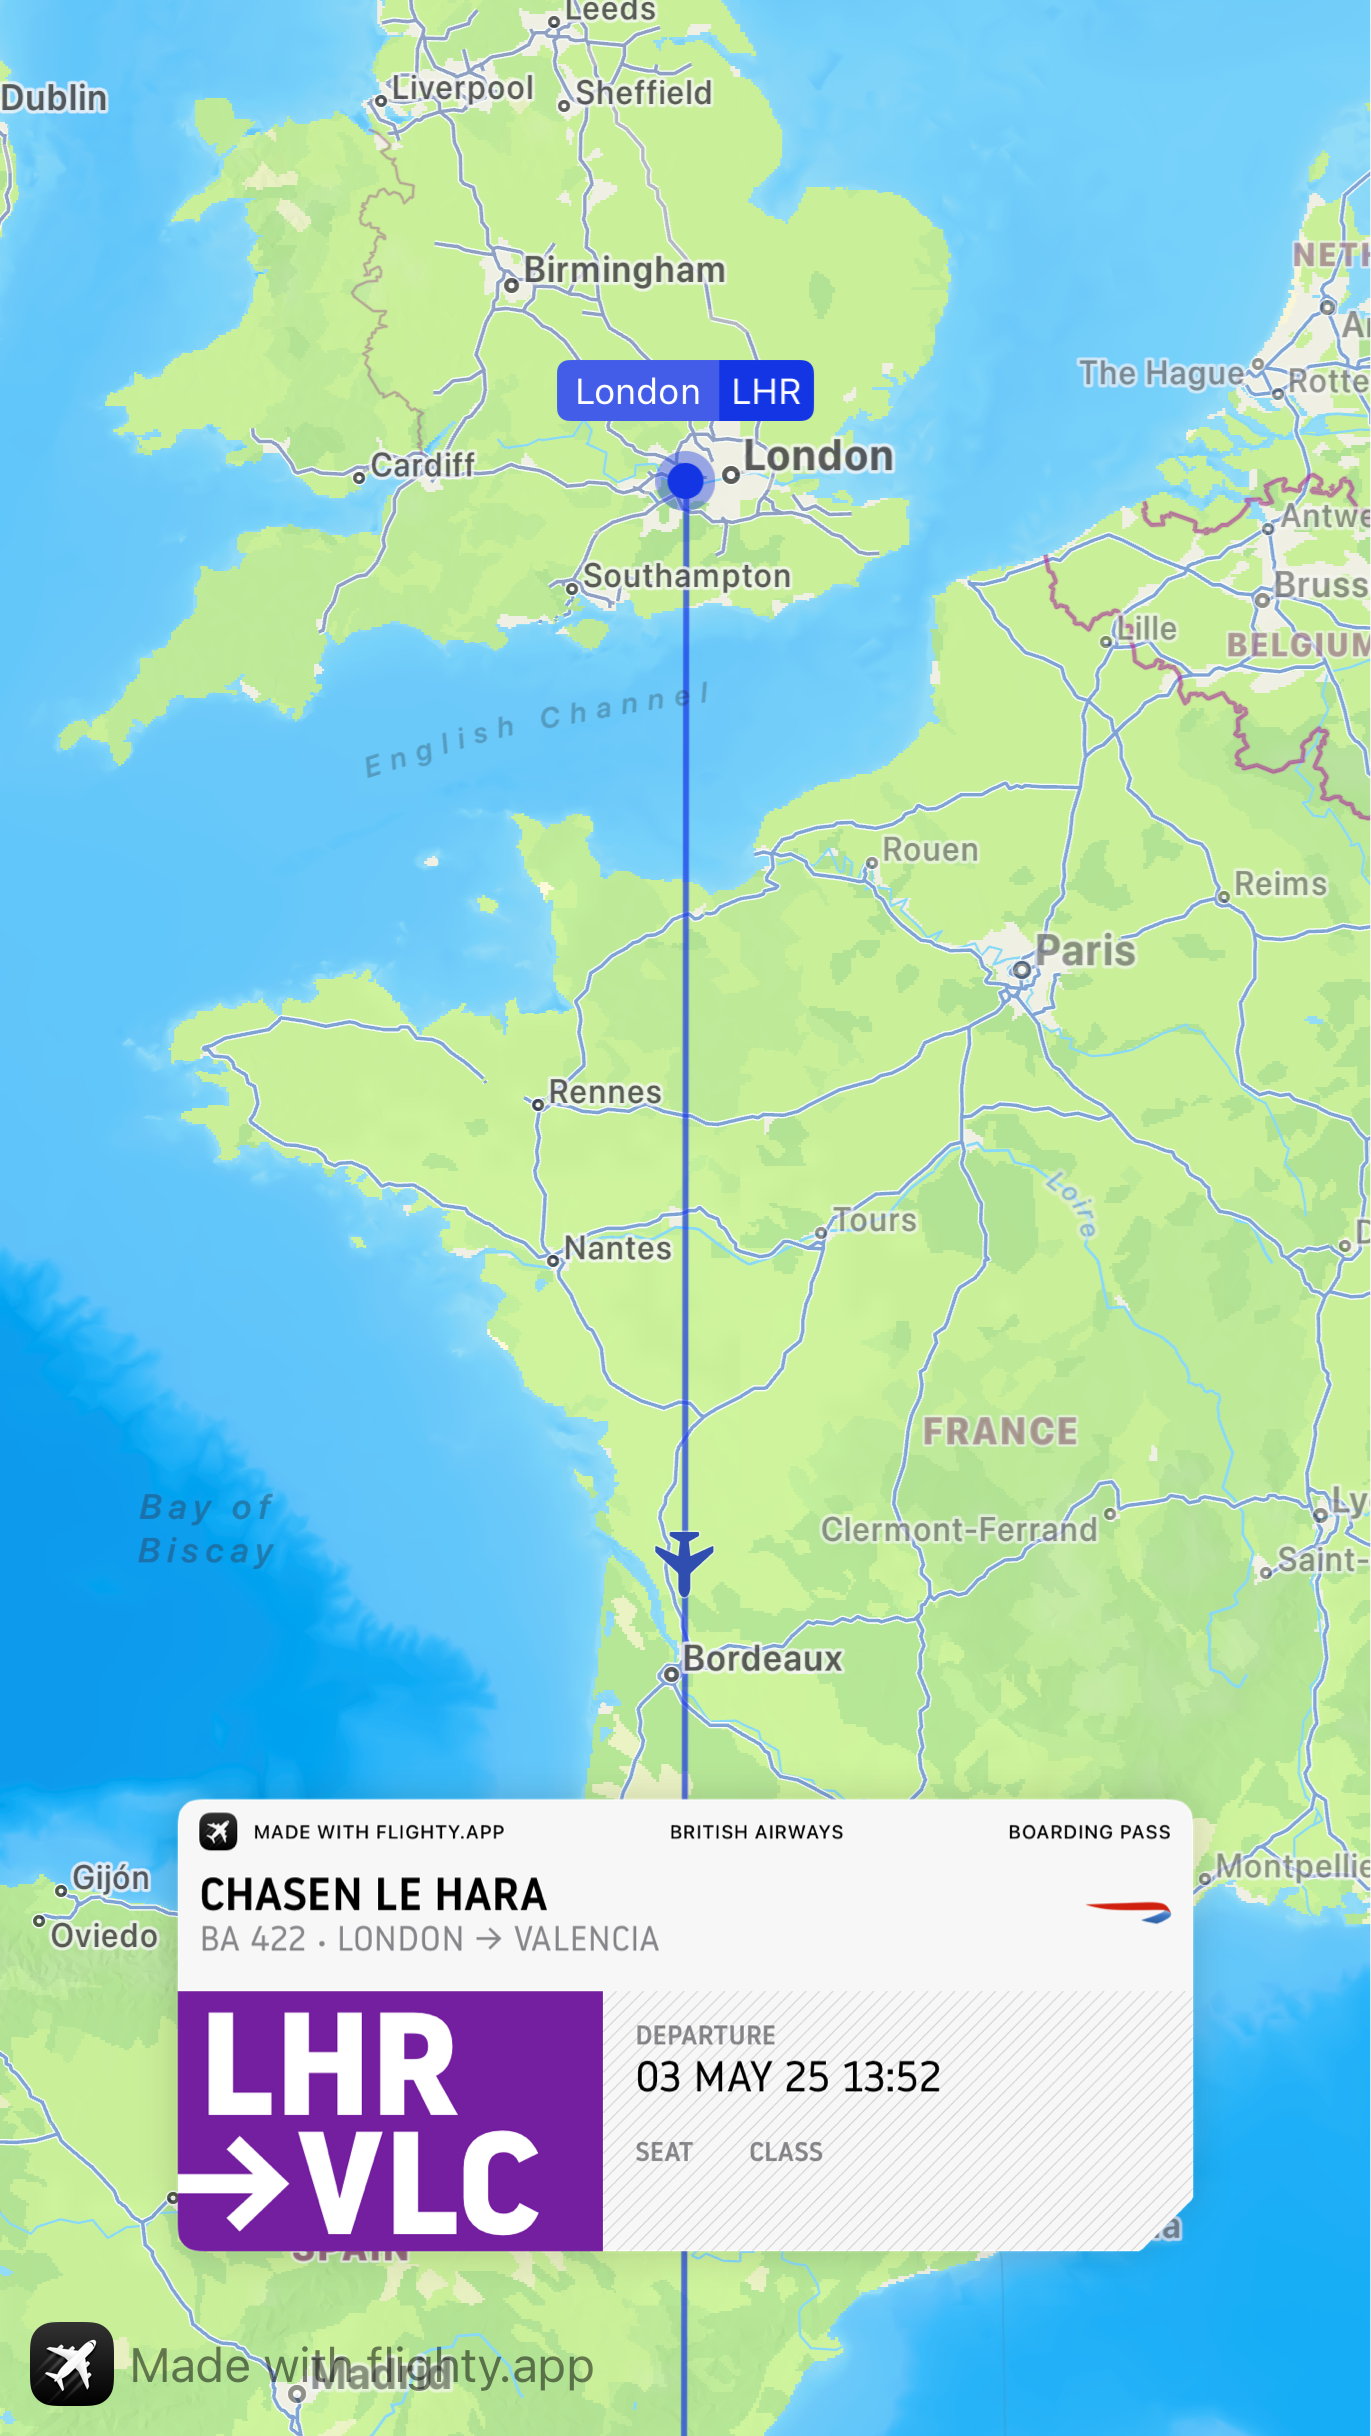 Leeds
Dublin
Liverpool
Sheffield
Birmingham
NETH
The Hague
Rotte
London LHR
London
Cardiff
Antwe
Southampton
Bruss
Lille
BELGIUM
English Channel
Rouen
Reims
Paris
Rennes
Loire
Tours
Nantes
FRANCE
Bay of
Biscay
Ly
Clermont-Ferrand
Saint-
Bordeaux
MADE WITH FLIGHTY.APP BRITISH AIRWAYS BOARDING PASS
Montpellie
Gijón
CHASEN LE HARA
Oviedo
BA 422 • LONDON → VALENCIA
LHR
→VLC
DEPARTURE
03 MAY 25 13:52
SEAT CLASS
SPAIN
Made with flighty.app
Madrid